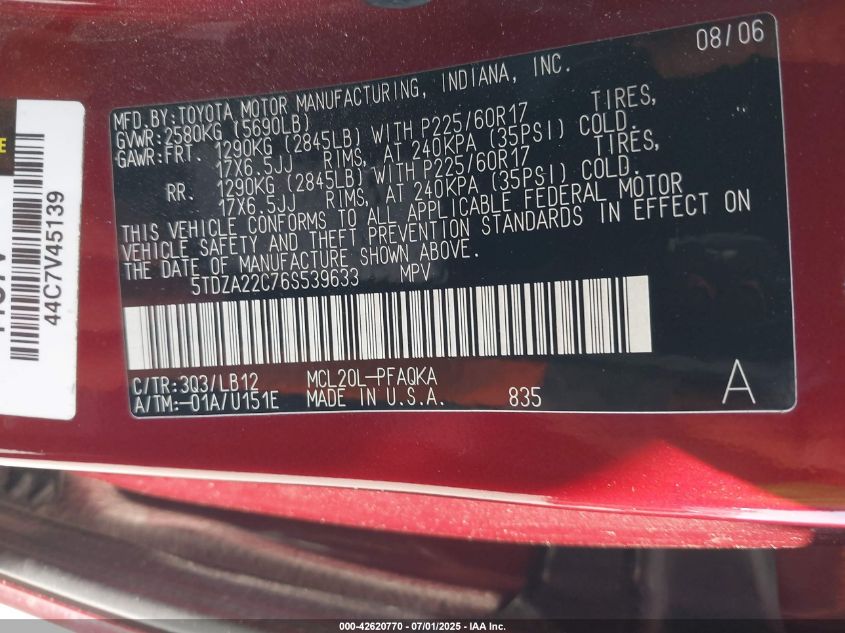 08/06
MFD.BY:TOYOTA MOTOR MANUFACTURING, INDIANA, INC.
GVWR:2580KG (5690LB)
GAWR:FRT. 1290KG (2845LB) WITH P225/60R17 TIRES,
17X6.5JJ RIMS, AT 240KPA (35PSI) COLD.
RR. 1290KG (2845LB) WITH P225/60R17 TIRES,
17X6.5JJ RIMS, AT 240KPA (35PSI) COLD.
THIS VEHICLE CONFORMS TO ALL APPLICABLE FEDERAL MOTOR
VEHICLE SAFETY AND THEFT PREVENTION STANDARDS IN EFFECT ON
THE DATE OF MANUFACTURE SHOWN ABOVE.
5TDZA22C76S539633 MPV
C/TR:3Q3/LB12 MCL20L-PFAQKA
A/TM:-01A/U151E MADE IN U.S.A. 835 A
44C7V45139
000-42620770 - 07/01/2025 - IAA Inc.